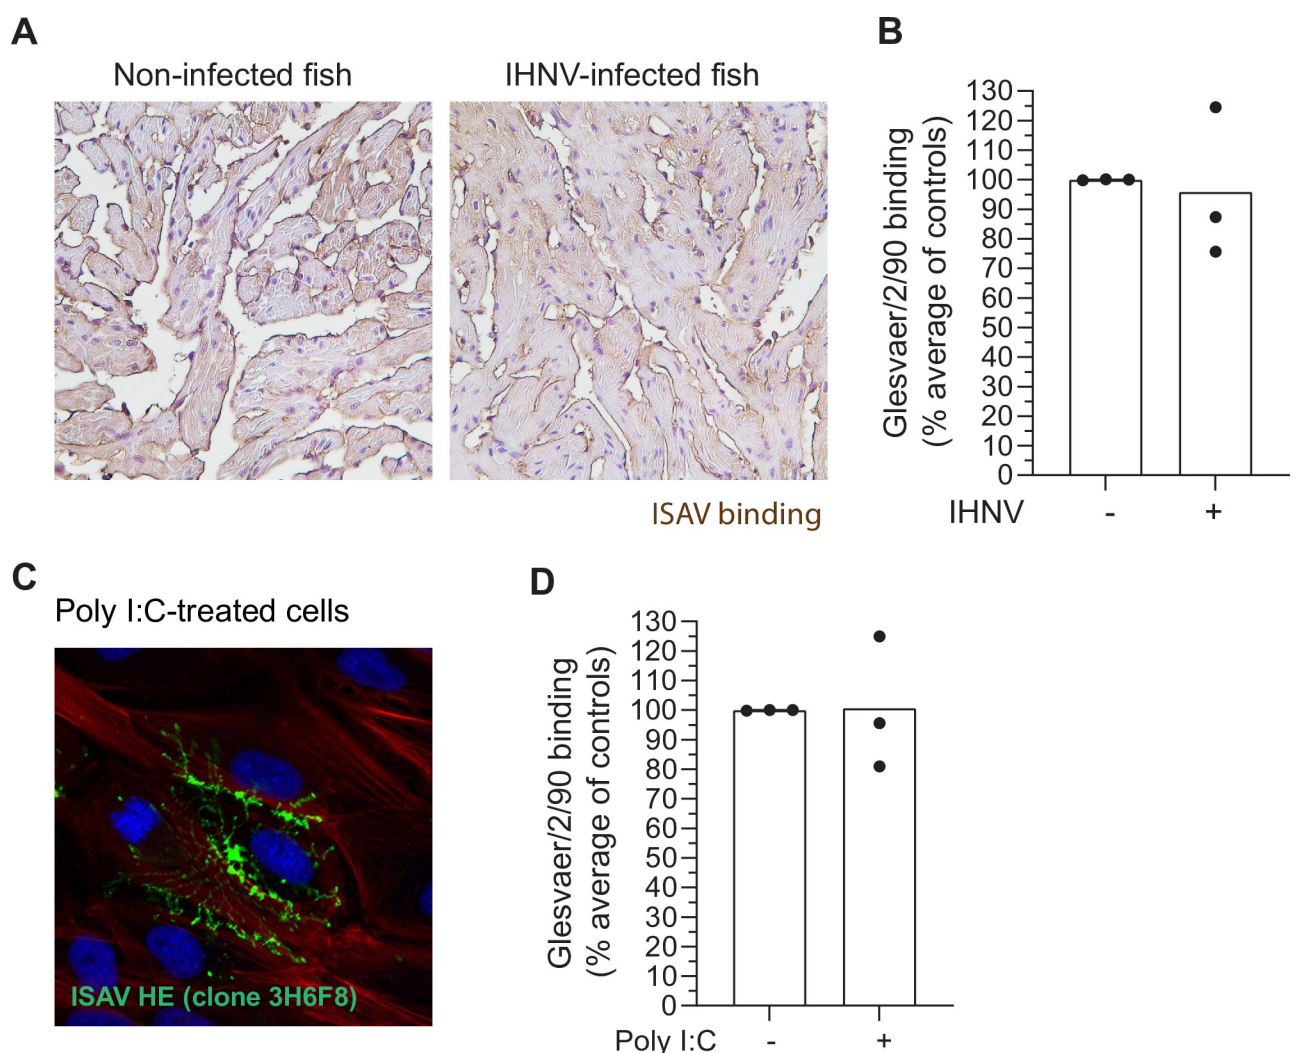 A
Non-infected fish
IHNV-infected fish
ISAV binding
B
Glesvaer/2/90 binding
(% average of controls)
130
120
110
100
90
80
70
60
50
40
30
20
10
0
IHNV - +
C
Poly I:C-treated cells
ISAV HE (clone 3H6F8)
D
Glesvaer/2/90 binding
(% average of controls)
130
120
110
100
90
80
70
60
50
40
30
20
10
0
Poly I:C - +